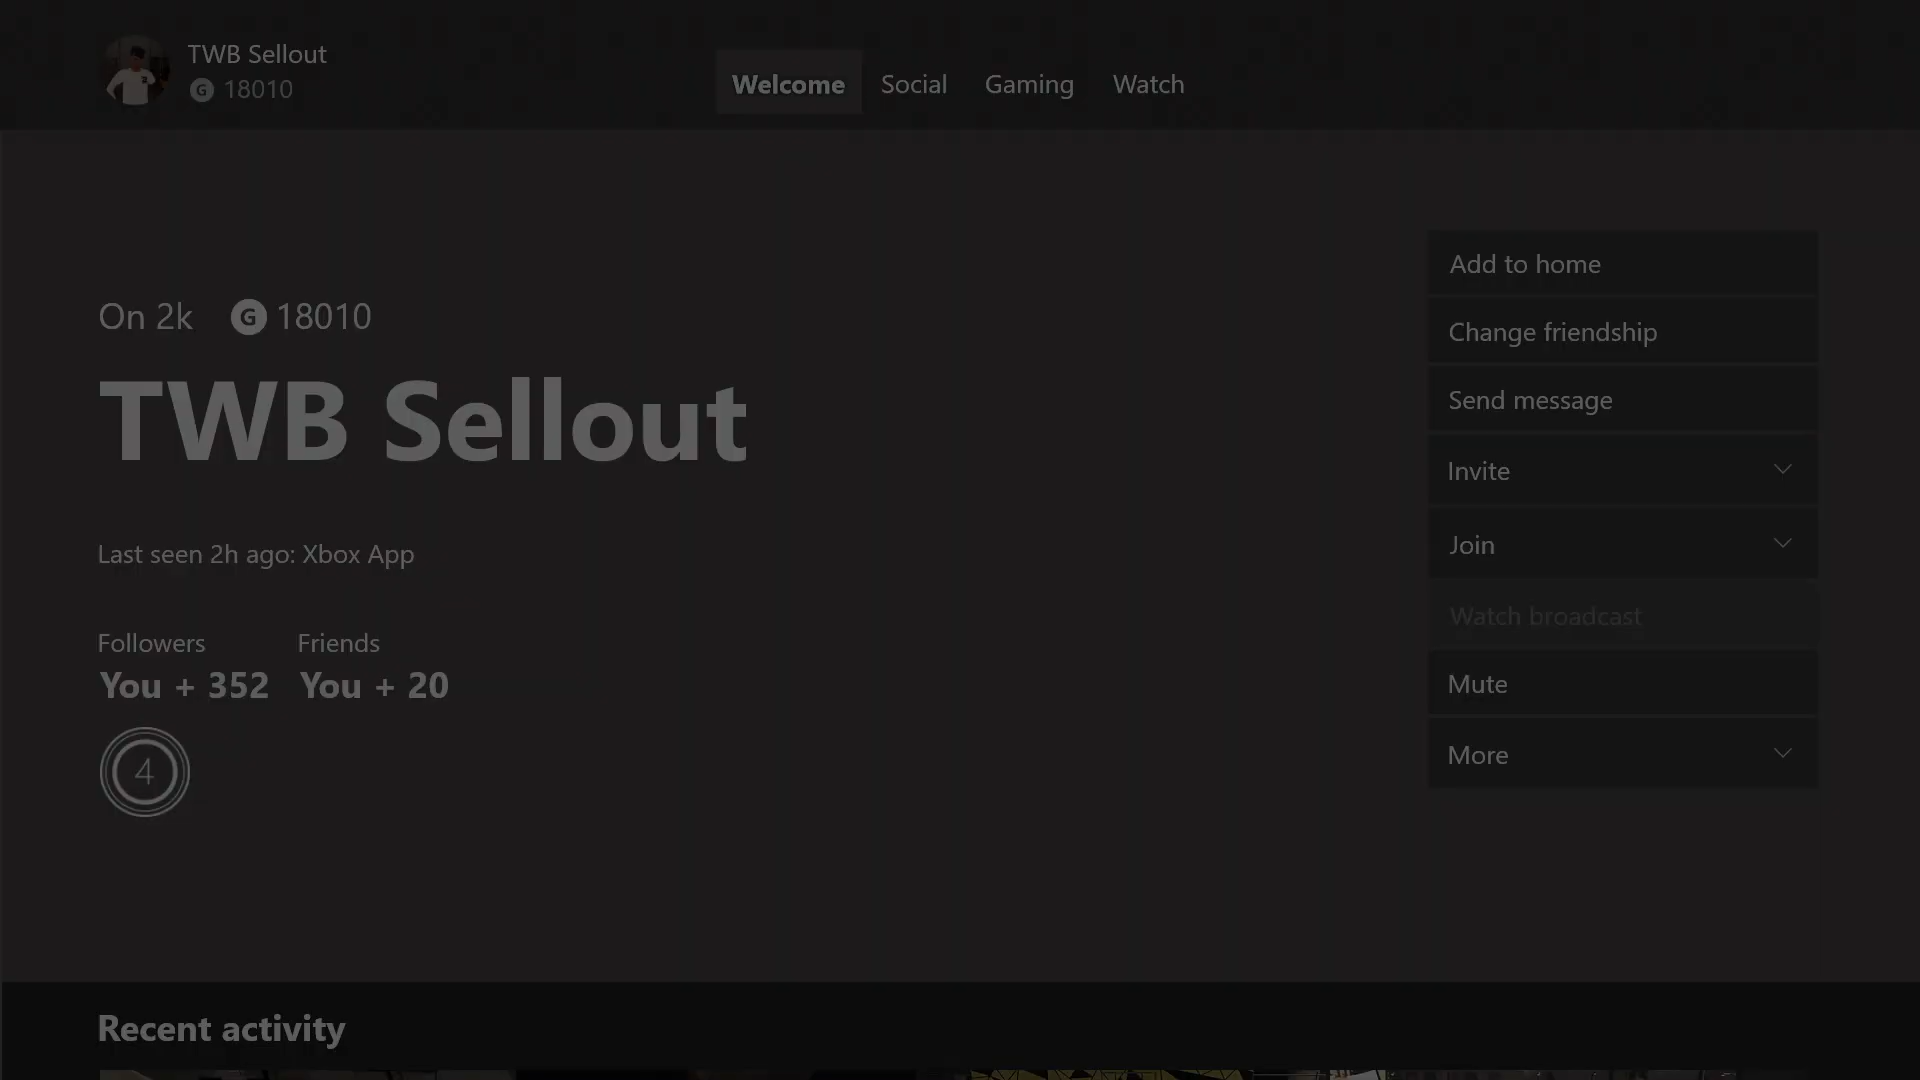 TWB Sellout
G 18010
Welcome Social Gaming Watch
On 2k G 18010
TWB Sellout
Last seen 2h ago: Xbox App
Followers Friends
You + 352 You + 20
4
Add to home
Change friendship
Send message
Invite
Join
Watch broadcast
Mute
More
Recent activity